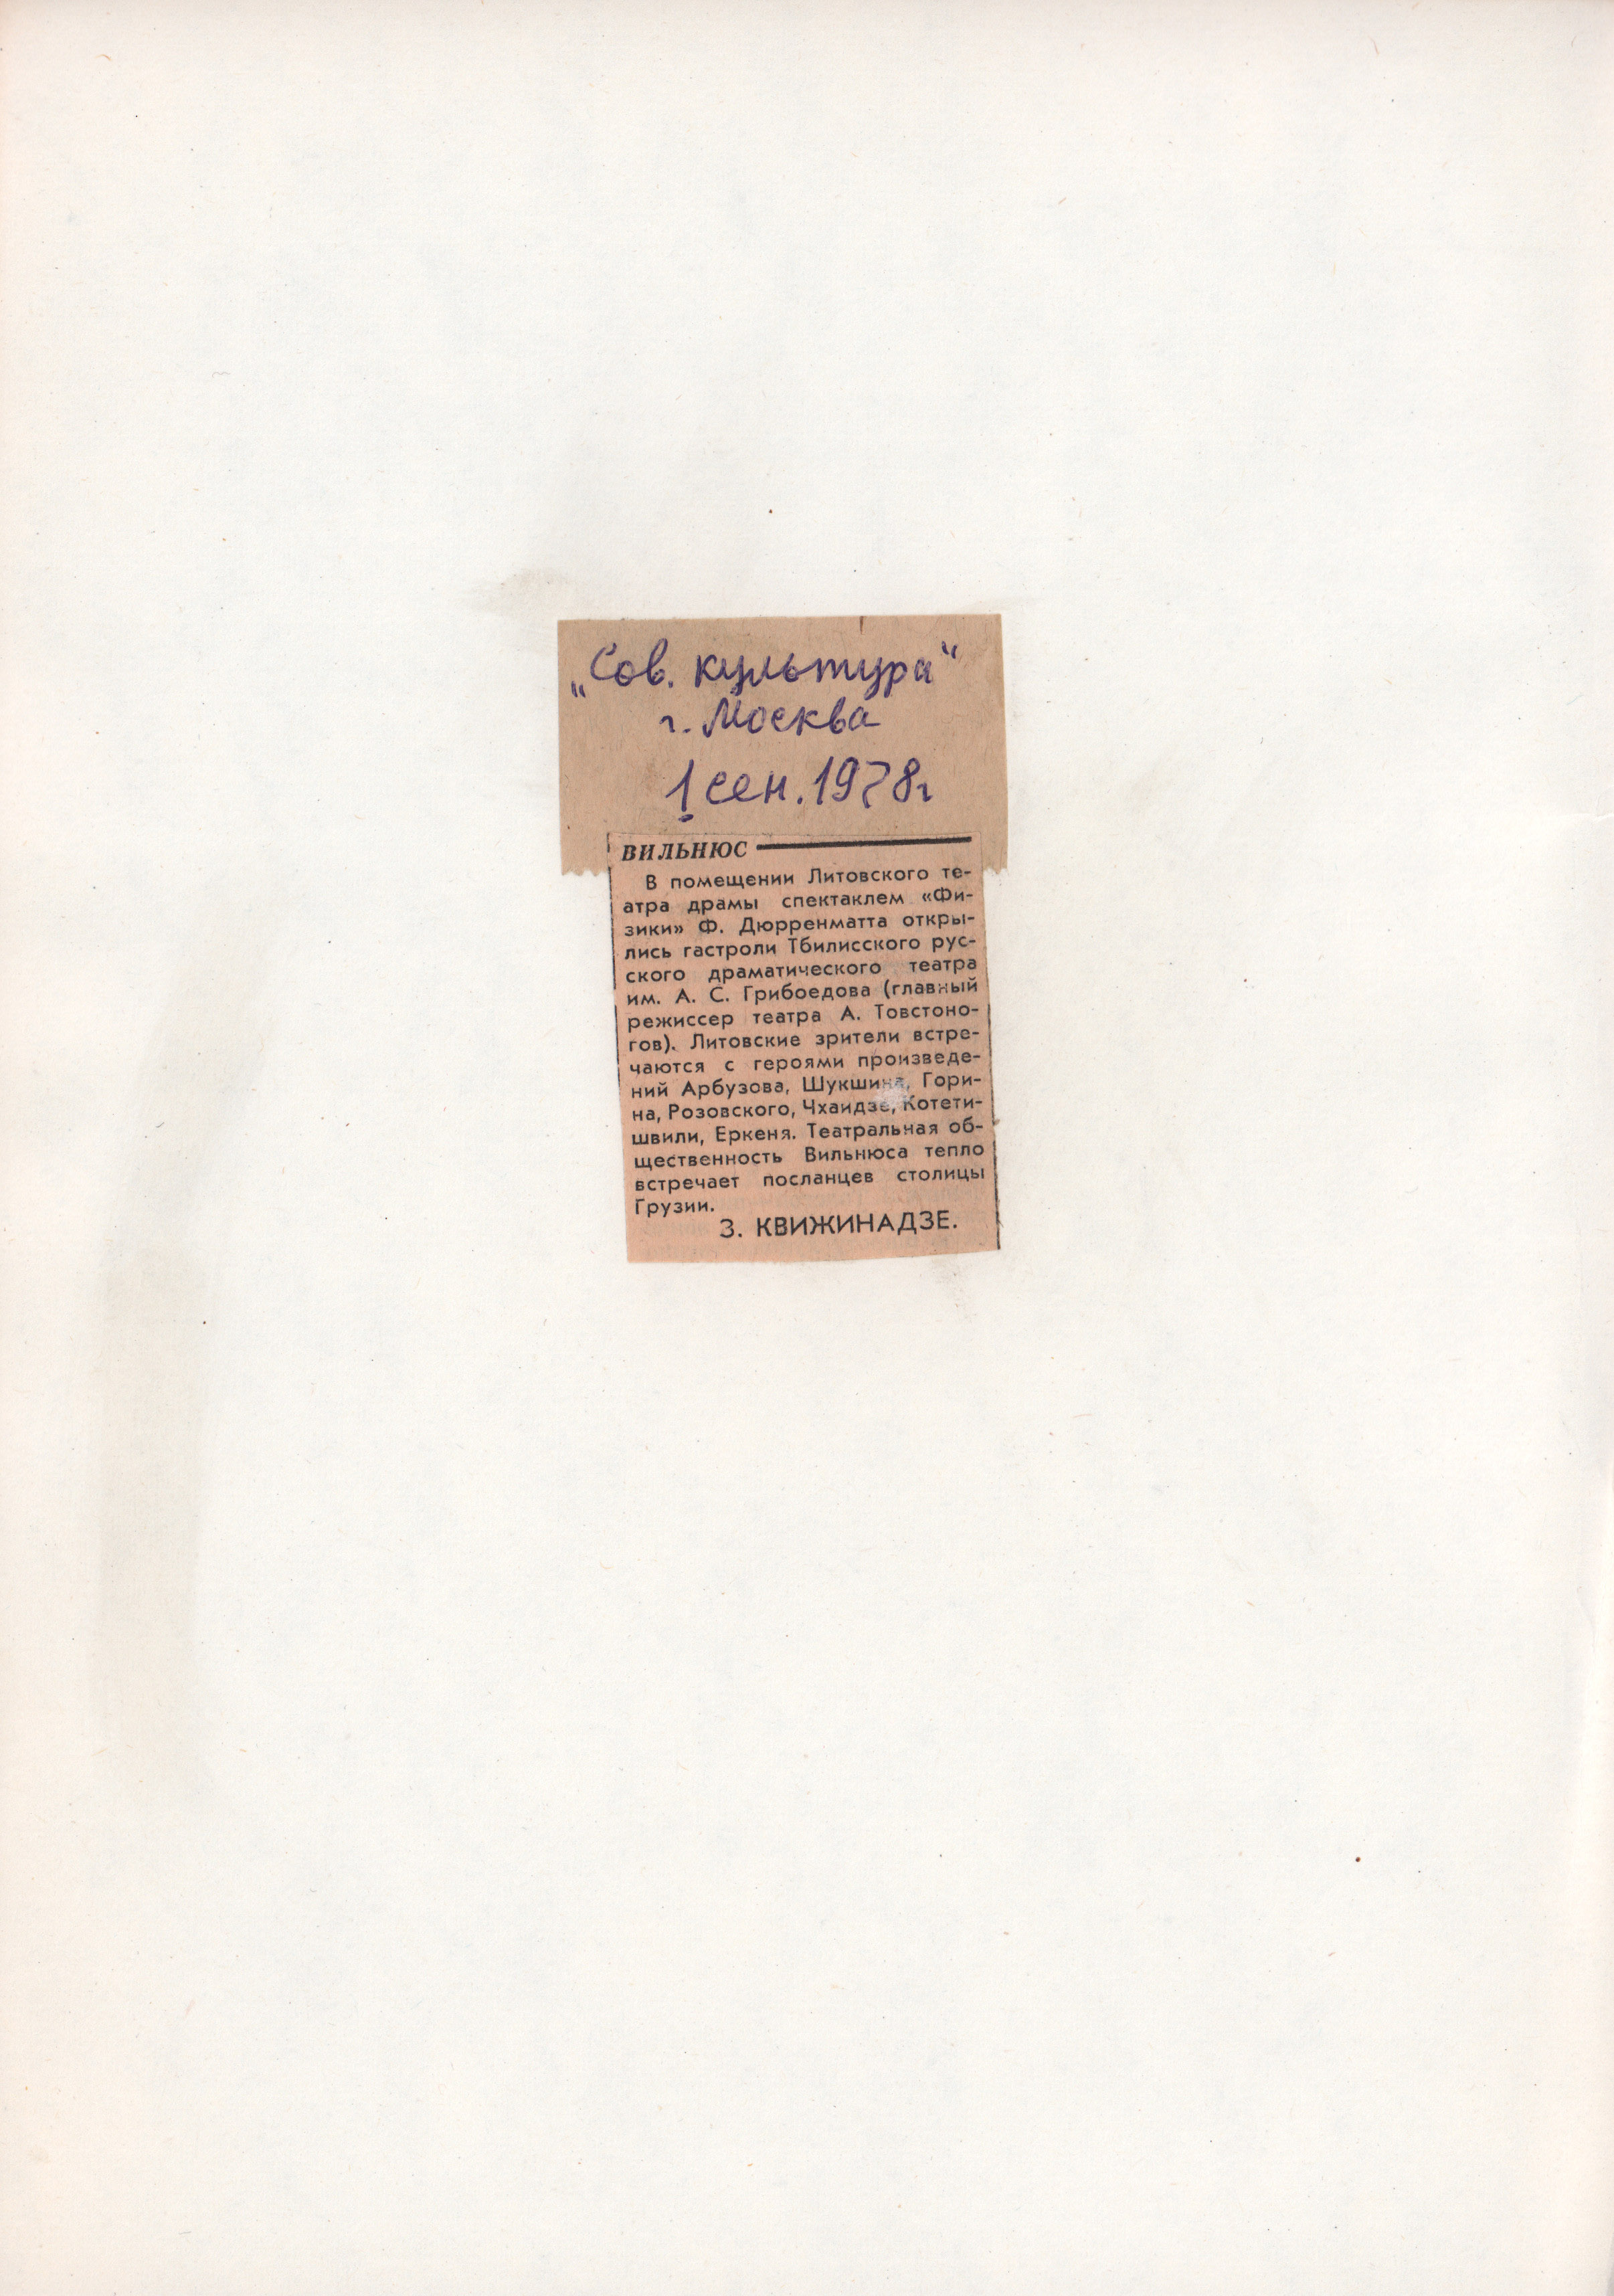 „Сов. культура"
г. Москва
1 сен. 1978г
ВИЛЬНЮС
В помещении Литовского те-
атра драмы спектаклем «Фи-
зики» Ф. Дюрренматта откры-
лись гастроли Тбилисского рус-
ского драматического театра
им. А. С. Грибоедова (главный
режиссер театра А. Товстоно-
гов). Литовские зрители встре-
чаются с героями произведе-
ний Арбузова, Шукшина, Гори-
на, Розовского, Чхаидзе, Котети-
швили, Еркеня. Театральная об-
щественность Вильнюса тепло
встречает посланцев столицы
Грузии.
З. КВИЖИНАДЗЕ.